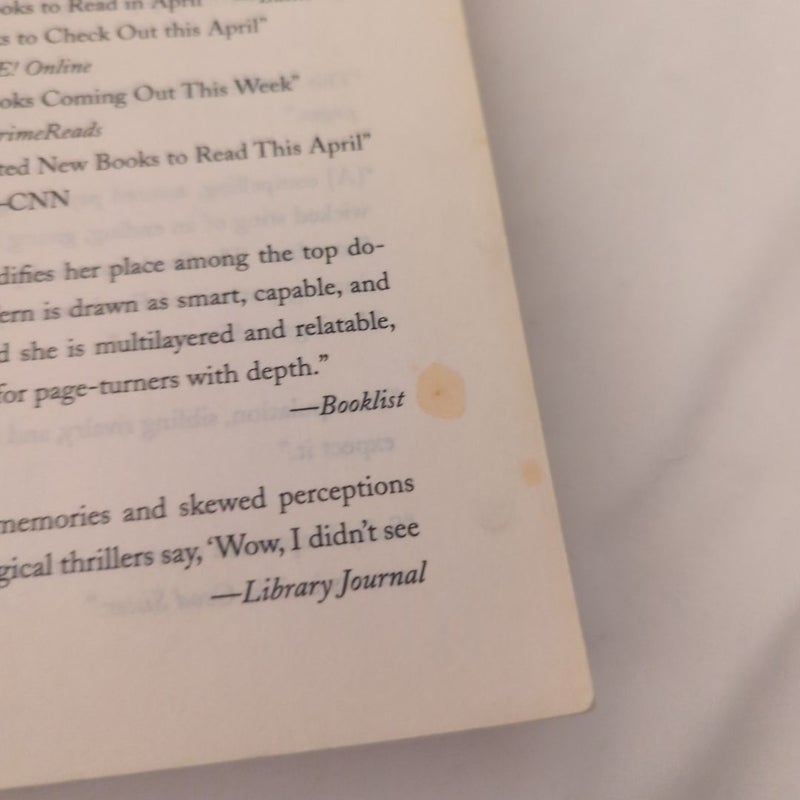 ooks to Read in April"
s to Check Out this April"
E! Online
oks Coming Out This Week"
rimeReads
ted New Books to Read This April"
—CNN
difies her place among the top do-
ern is drawn as smart, capable, and
d she is multilayered and relatable,
for page-turners with depth."
—Booklist
memories and skewed perceptions
gical thrillers say, 'Wow, I didn't see
—Library Journal